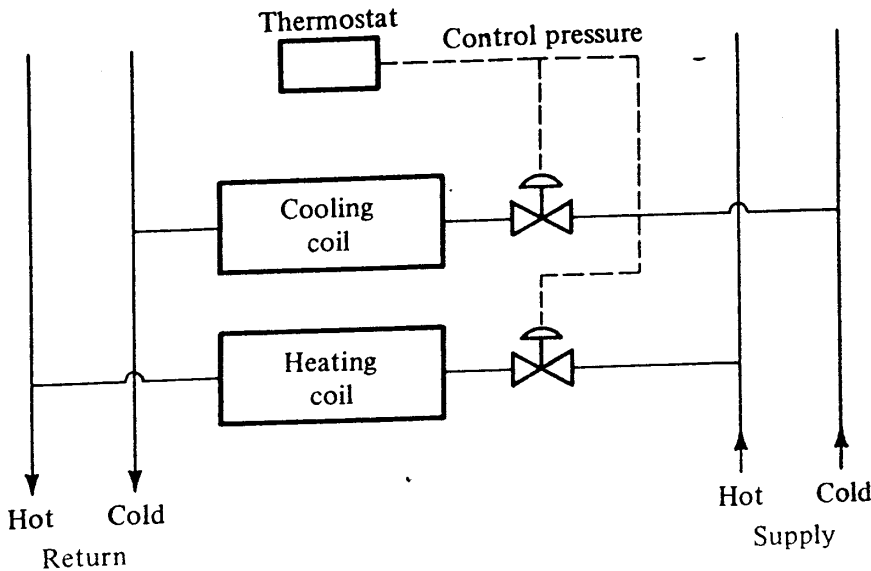 Thermostat
Control pressure
Cooling
coil
Heating
coil
Hot Cold
Return
Hot Cold
Supply